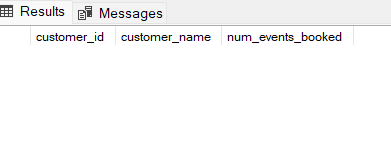 Results Messages
customer_id customer_name num_events_booked